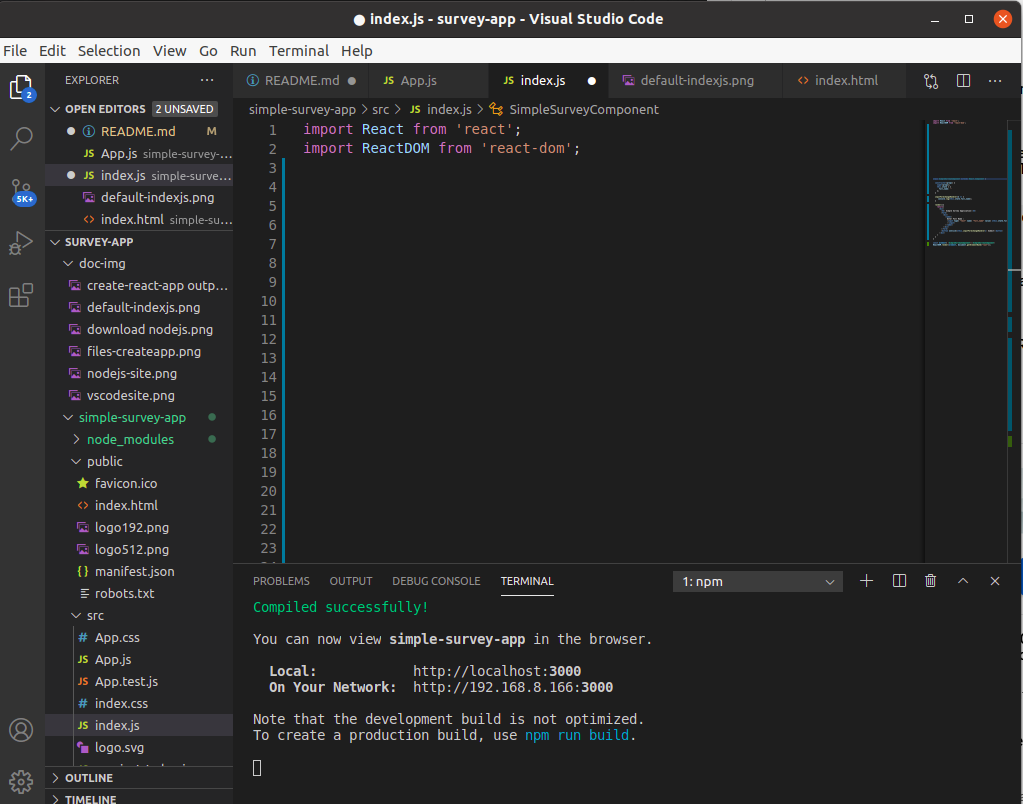 index.js - survey-app - Visual Studio Code
File Edit Selection View Go Run Terminal Help
EXPLORER
README.md
App.js
index.js
default-indexjs.png
index.html
OPEN EDITORS 2 UNSAVED
README.md M
App.js simple-survey-...
index.js simple-surve...
default-indexjs.png
index.html simple-su...
SURVEY-APP
doc-img
create-react-app outp...
default-indexjs.png
download nodejs.png
files-createapp.png
nodejs-site.png
vscodesite.png
simple-survey-app
node_modules
public
favicon.ico
index.html
logo192.png
logo512.png
manifest.json
robots.txt
src
App.css
App.js
App.test.js
index.css
index.js
logo.svg
OUTLINE
TIMELINE
2
5K+
simple-survey-app > src > JS index.js > SimpleSurveyComponent
1 import React from 'react';
2 import ReactDOM from 'react-dom';
3
4
5
6
7
8
9
10
11
12
13
14
15
16
17
18
19
20
21
22
23
PROBLEMS OUTPUT DEBUG CONSOLE TERMINAL 1: npm
Compiled successfully!
You can now view simple-survey-app in the browser.
Local: http://localhost:3000
On Your Network: http://192.168.8.166:3000
Note that the development build is not optimized.
To create a production build, use npm run build.